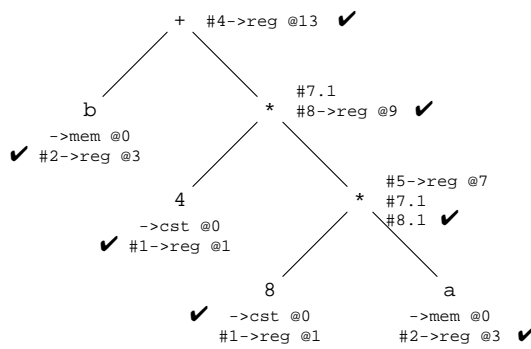 + #4->reg @13 ✔
b
->mem @0
✔ #2->reg @3
* #7.1
#8->reg @9 ✔
4
->cst @0
✔ #1->reg @1
* #5->reg @7
#7.1
#8.1 ✔
8
✔ ->cst @0
#1->reg @1
a
->mem @0
#2->reg @3 ✔